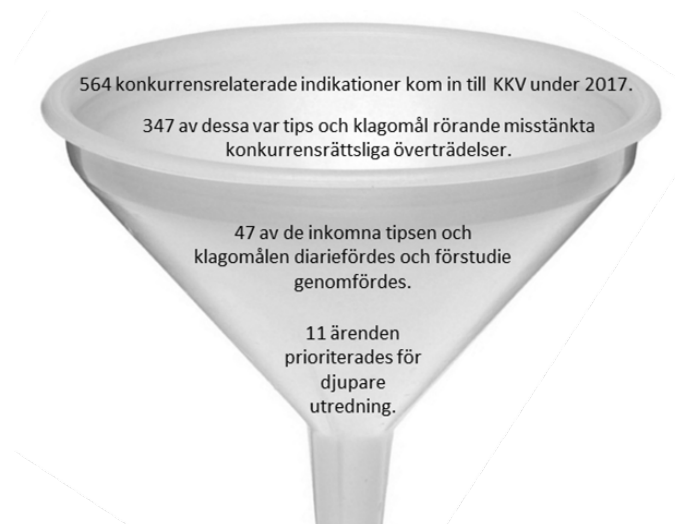 564 konkurrensrelaterade indikationer kom in till KKV under 2017.
347 av dessa var tips och klagomål rörande misstänkta
konkurrensrättsliga överträdelser.
47 av de inkomna tipsen och
klagomålen diariefördes och förstudie
genomfördes.
11 ärenden
prioriterades för
djupare
utredning.